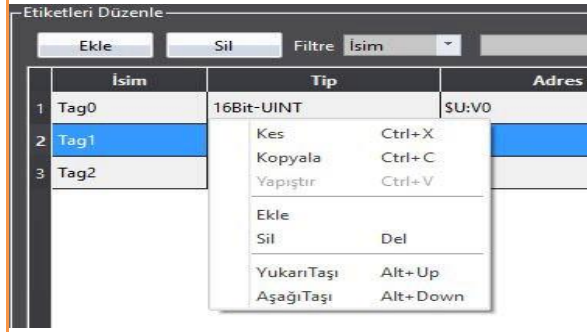 Etiketleri Düzenle
Ekle Sil Filtre İsim
İsim Tip Adres
1 Tag0 16Bit-UINT $U:V0
2 Tag1
3 Tag2
Kes Ctrl+X
Kopyala Ctrl+C
Yapıştır Ctrl+V
Ekle
Sil Del
YukarıTaşı Alt+Up
AşağıTaşı Alt+Down